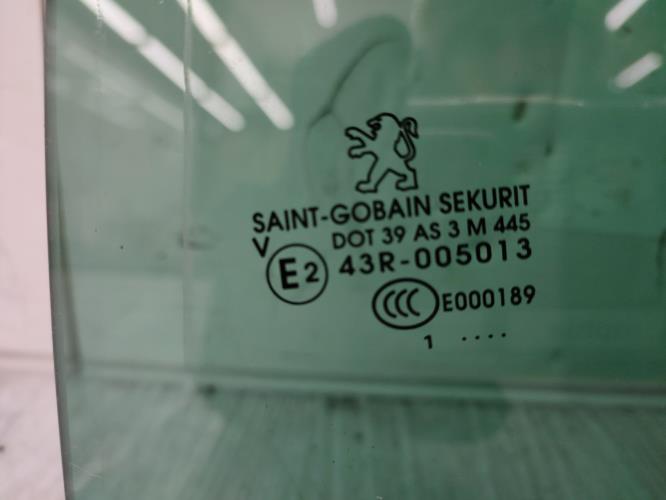 SAINT-GOBAIN SEKURIT
V DOT 39 AS 3 M 445
E2 43R-005013
CCC E000189
1 ....